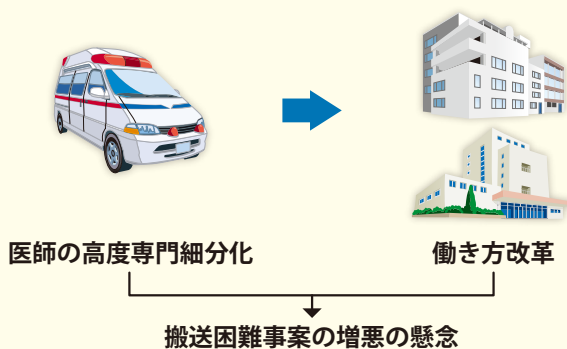 医師の高度専門細分化
働き方改革
搬送困難事案の増悪の懸念